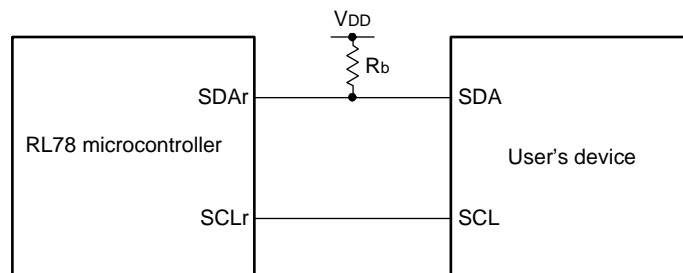 VDD
Rb
SDAr
SDA
RL78 microcontroller
User's device
SCLr
SCL